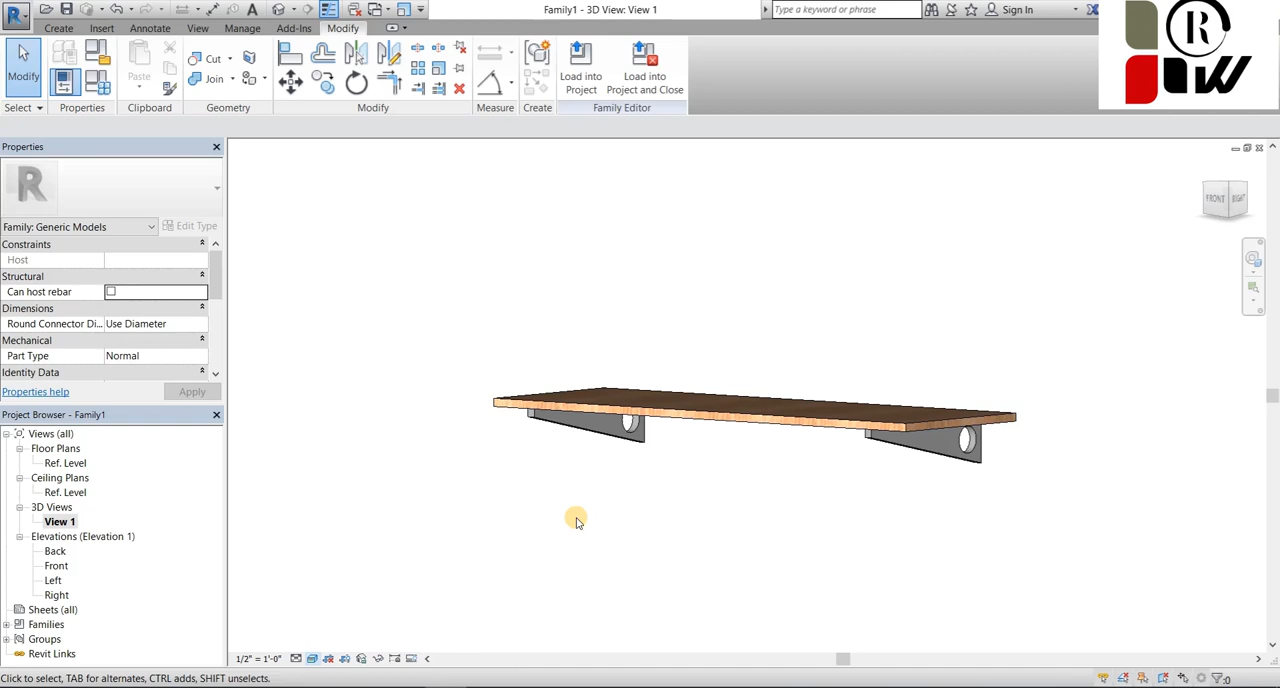 Family1 - 3D View: View 1
Type a keyword or phrase
Sign In
R
Create
Insert
Annotate
View
Manage
Add-Ins
Modify
Modify
Paste
Cut
Join
Load into
Project
Load into
Project and Close
Select
Properties
Clipboard
Geometry
Modify
Measure
Create
Family Editor
Properties
R
Family: Generic Models
Edit Type
Constraints
Host
Structural
Can host rebar
Dimensions
Round Connector Di...
Use Diameter
Mechanical
Part Type
Normal
Identity Data
Properties help
Apply
Project Browser - Family1
Views (all)
Floor Plans
Ref. Level
Ceiling Plans
Ref. Level
3D Views
View 1
Elevations (Elevation 1)
Back
Front
Left
Right
Sheets (all)
Families
Groups
Revit Links
FRONT
RIGHT
R
1/2" = 1'-0"
Click to select, TAB for alternates, CTRL adds, SHIFT unselects.
:0